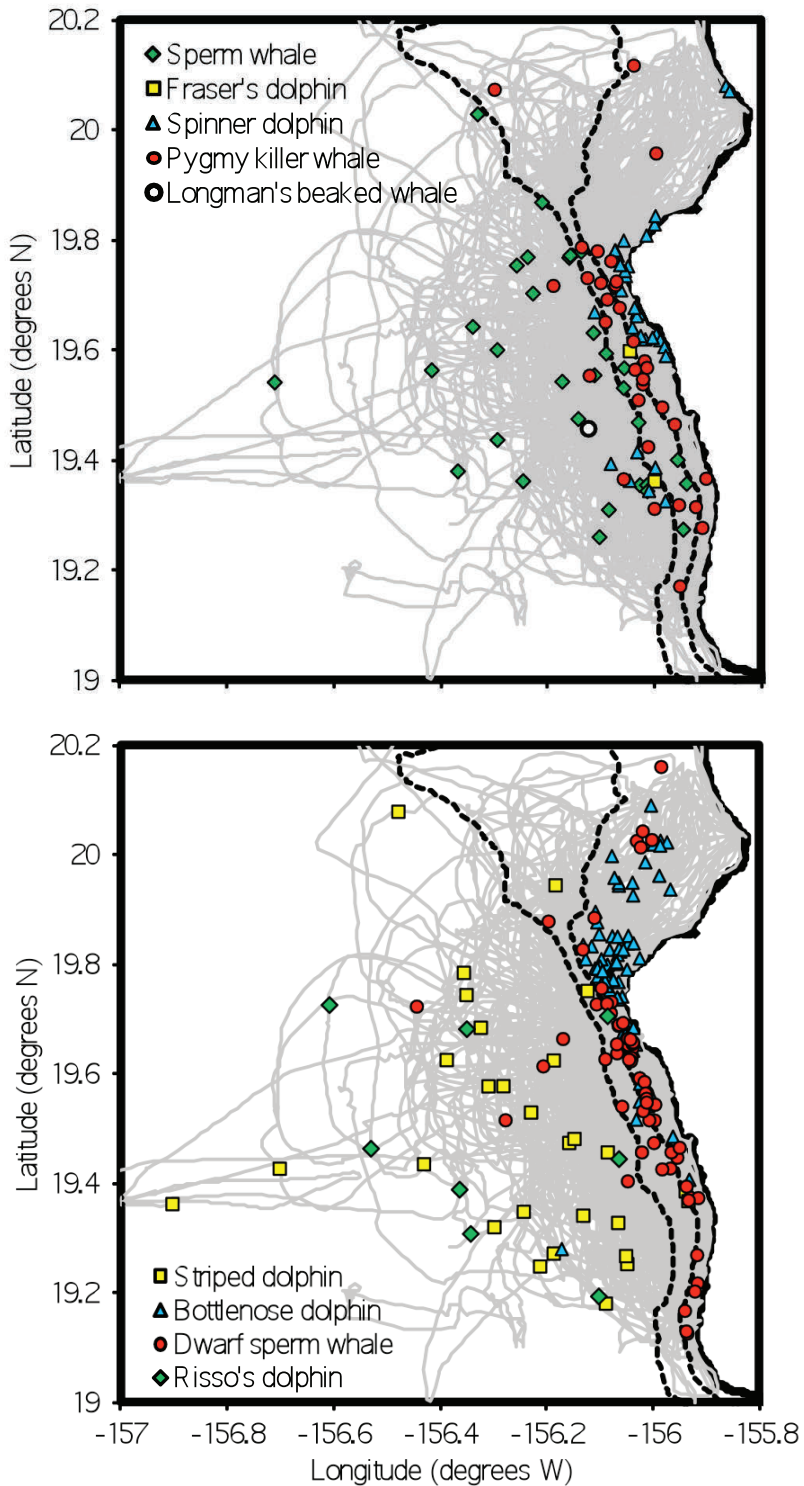 20.2
Sperm whale
Fraser's dolphin
Spinner dolphin
20
Pygmy killer whale
Longman's beaked whale
19.8
Latitude (degrees N)
19.6
19.4
19.2
19
20.2
20
19.8
Latitude (degrees N)
19.6
19.4
Striped dolphin
19.2
Bottlenose dolphin
Dwarf sperm whale
Risso's dolphin
19
-157 -156.8 -156.6 -156.4 -156.2 -156 -155.8
Longitude (degrees W)